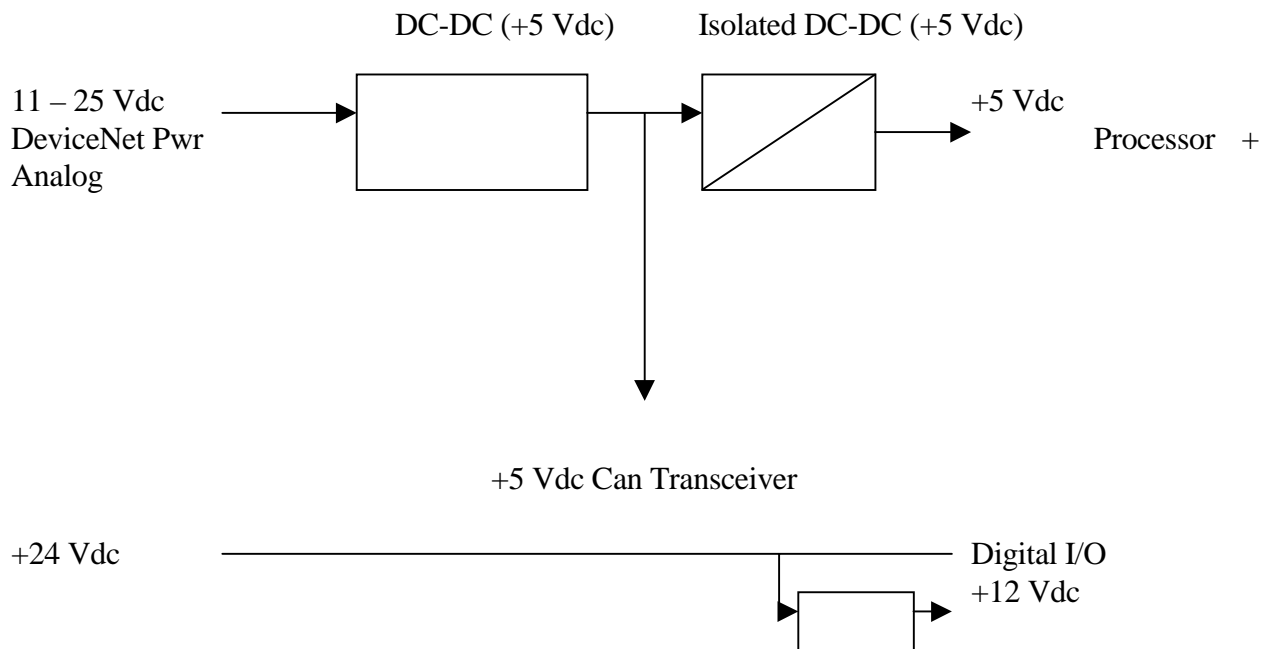 DC-DC (+5 Vdc) Isolated DC-DC (+5 Vdc)
11 – 25 Vdc
DeviceNet Pwr
Analog
+5 Vdc
Processor +
+5 Vdc Can Transceiver
+24 Vdc
Digital I/O
+12 Vdc